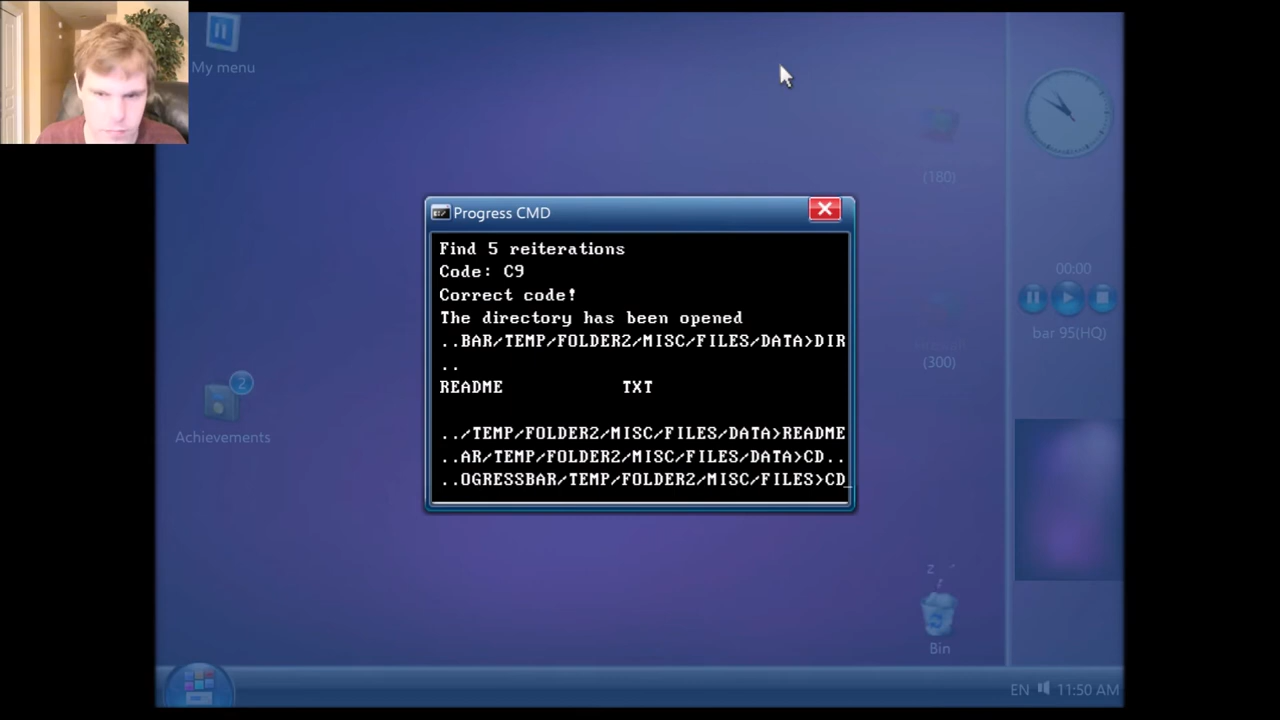 My menu
(180)
Progress CMD
Find 5 reiterations
Code: C9
Correct code!
The directory has been opened
..BAR/TEMP/FOLDER2/MISC/FILES/DATA>DIR
..
README TXT
../TEMP/FOLDER2/MISC/FILES/DATA>README
..AR/TEMP/FOLDER2/MISC/FILES/DATA>CD..
..OGRESSBAR/TEMP/FOLDER2/MISC/FILES>CD_
00:00
bar 95(HQ)
(300)
2
Achievements
z
Bin
EN 11:50 AM